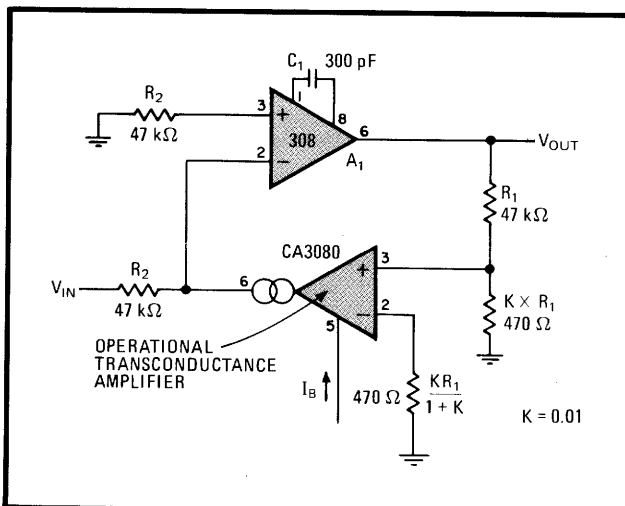 C₁ 300 pF
1
8
R₂
47 kΩ
3
+
308
6
VOUT
2
−
A₁
R₁
47 kΩ
CA3080
3
+
VIN
R₂
47 kΩ
6
2
−
5
K × R₁
470 Ω
OPERATIONAL
TRANSCONDUCTANCE
AMPLIFIER
IB
470 Ω
KR₁
1 + K
K = 0.01